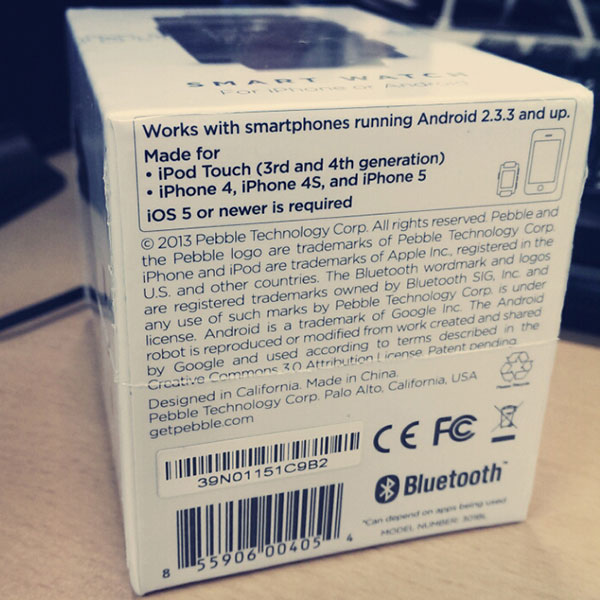 SMART WATCH
For iPhone or Android
Works with smartphones running Android 2.3.3 and up.
Made for
• iPod Touch (3rd and 4th generation)
• iPhone 4, iPhone 4S, and iPhone 5
iOS 5 or newer is required
© 2013 Pebble Technology Corp. All rights reserved. Pebble and
the Pebble logo are trademarks of Pebble Technology Corp.
iPhone and iPod are trademarks of Apple Inc., registered in the
U.S. and other countries. The Bluetooth wordmark and logos
are registered trademarks owned by Bluetooth SIG, Inc. and
any use of such marks by Pebble Technology Corp. is under
license. Android is a trademark of Google Inc. The Android
robot is reproduced or modified from work created and shared
by Google and used according to terms described in the
Creative Commons 3.0 Attribution License. Patent pending.
Designed in California. Made in China.
Pebble Technology Corp. Palo Alto, California, USA
getpebble.com
39N01151C9B2
CE FC
Bluetooth™
*Can depend on apps being used
MODEL NUMBER: 301BL
8 55906 00405 4